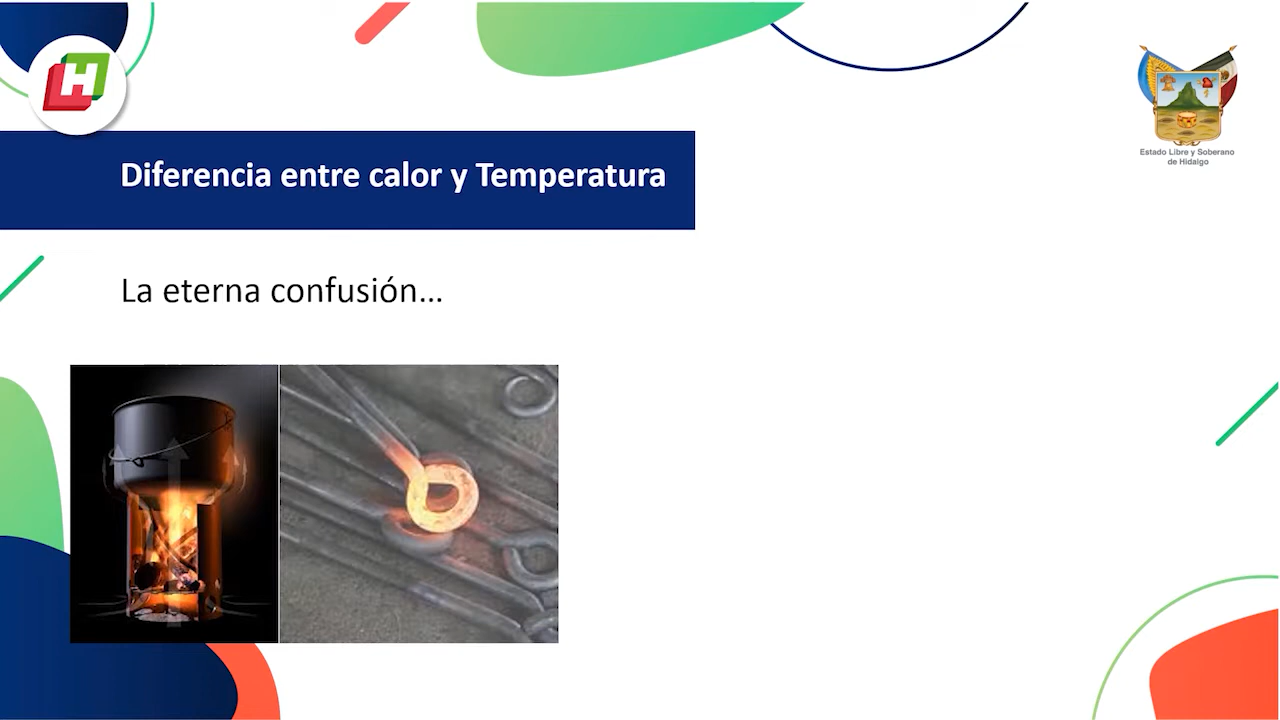 H
Estado Libre y Soberano
de Hidalgo
Diferencia entre calor y Temperatura
La eterna confusión...